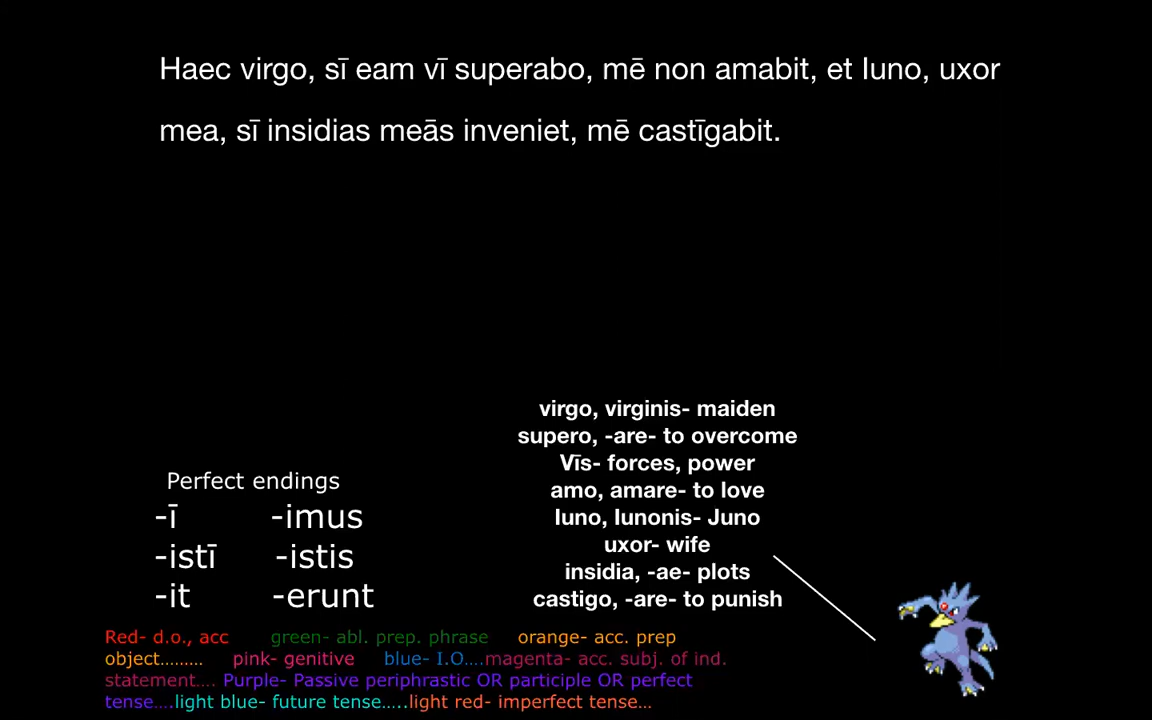 Haec virgo, sī eam vī superabo, mē non amabit, et Iuno, uxor
mea, sī insidias meās inveniet, mē castīgabit.
virgo, virginis- maiden
supero, -are- to overcome
Vīs- forces, power
amo, amare- to love
Iuno, Iunonis- Juno
uxor- wife
insidia, -ae- plots
castigo, -are- to punish
Perfect endings
-ī -imus
-istī -istis
-it -erunt
Red- d.o., acc green- abl. prep. phrase orange- acc. prep
object......... pink- genitive blue- I.O....magenta- acc. subj. of ind.
statement.... Purple- Passive periphrastic OR participle OR perfect
tense....light blue- future tense.....light red- imperfect tense...